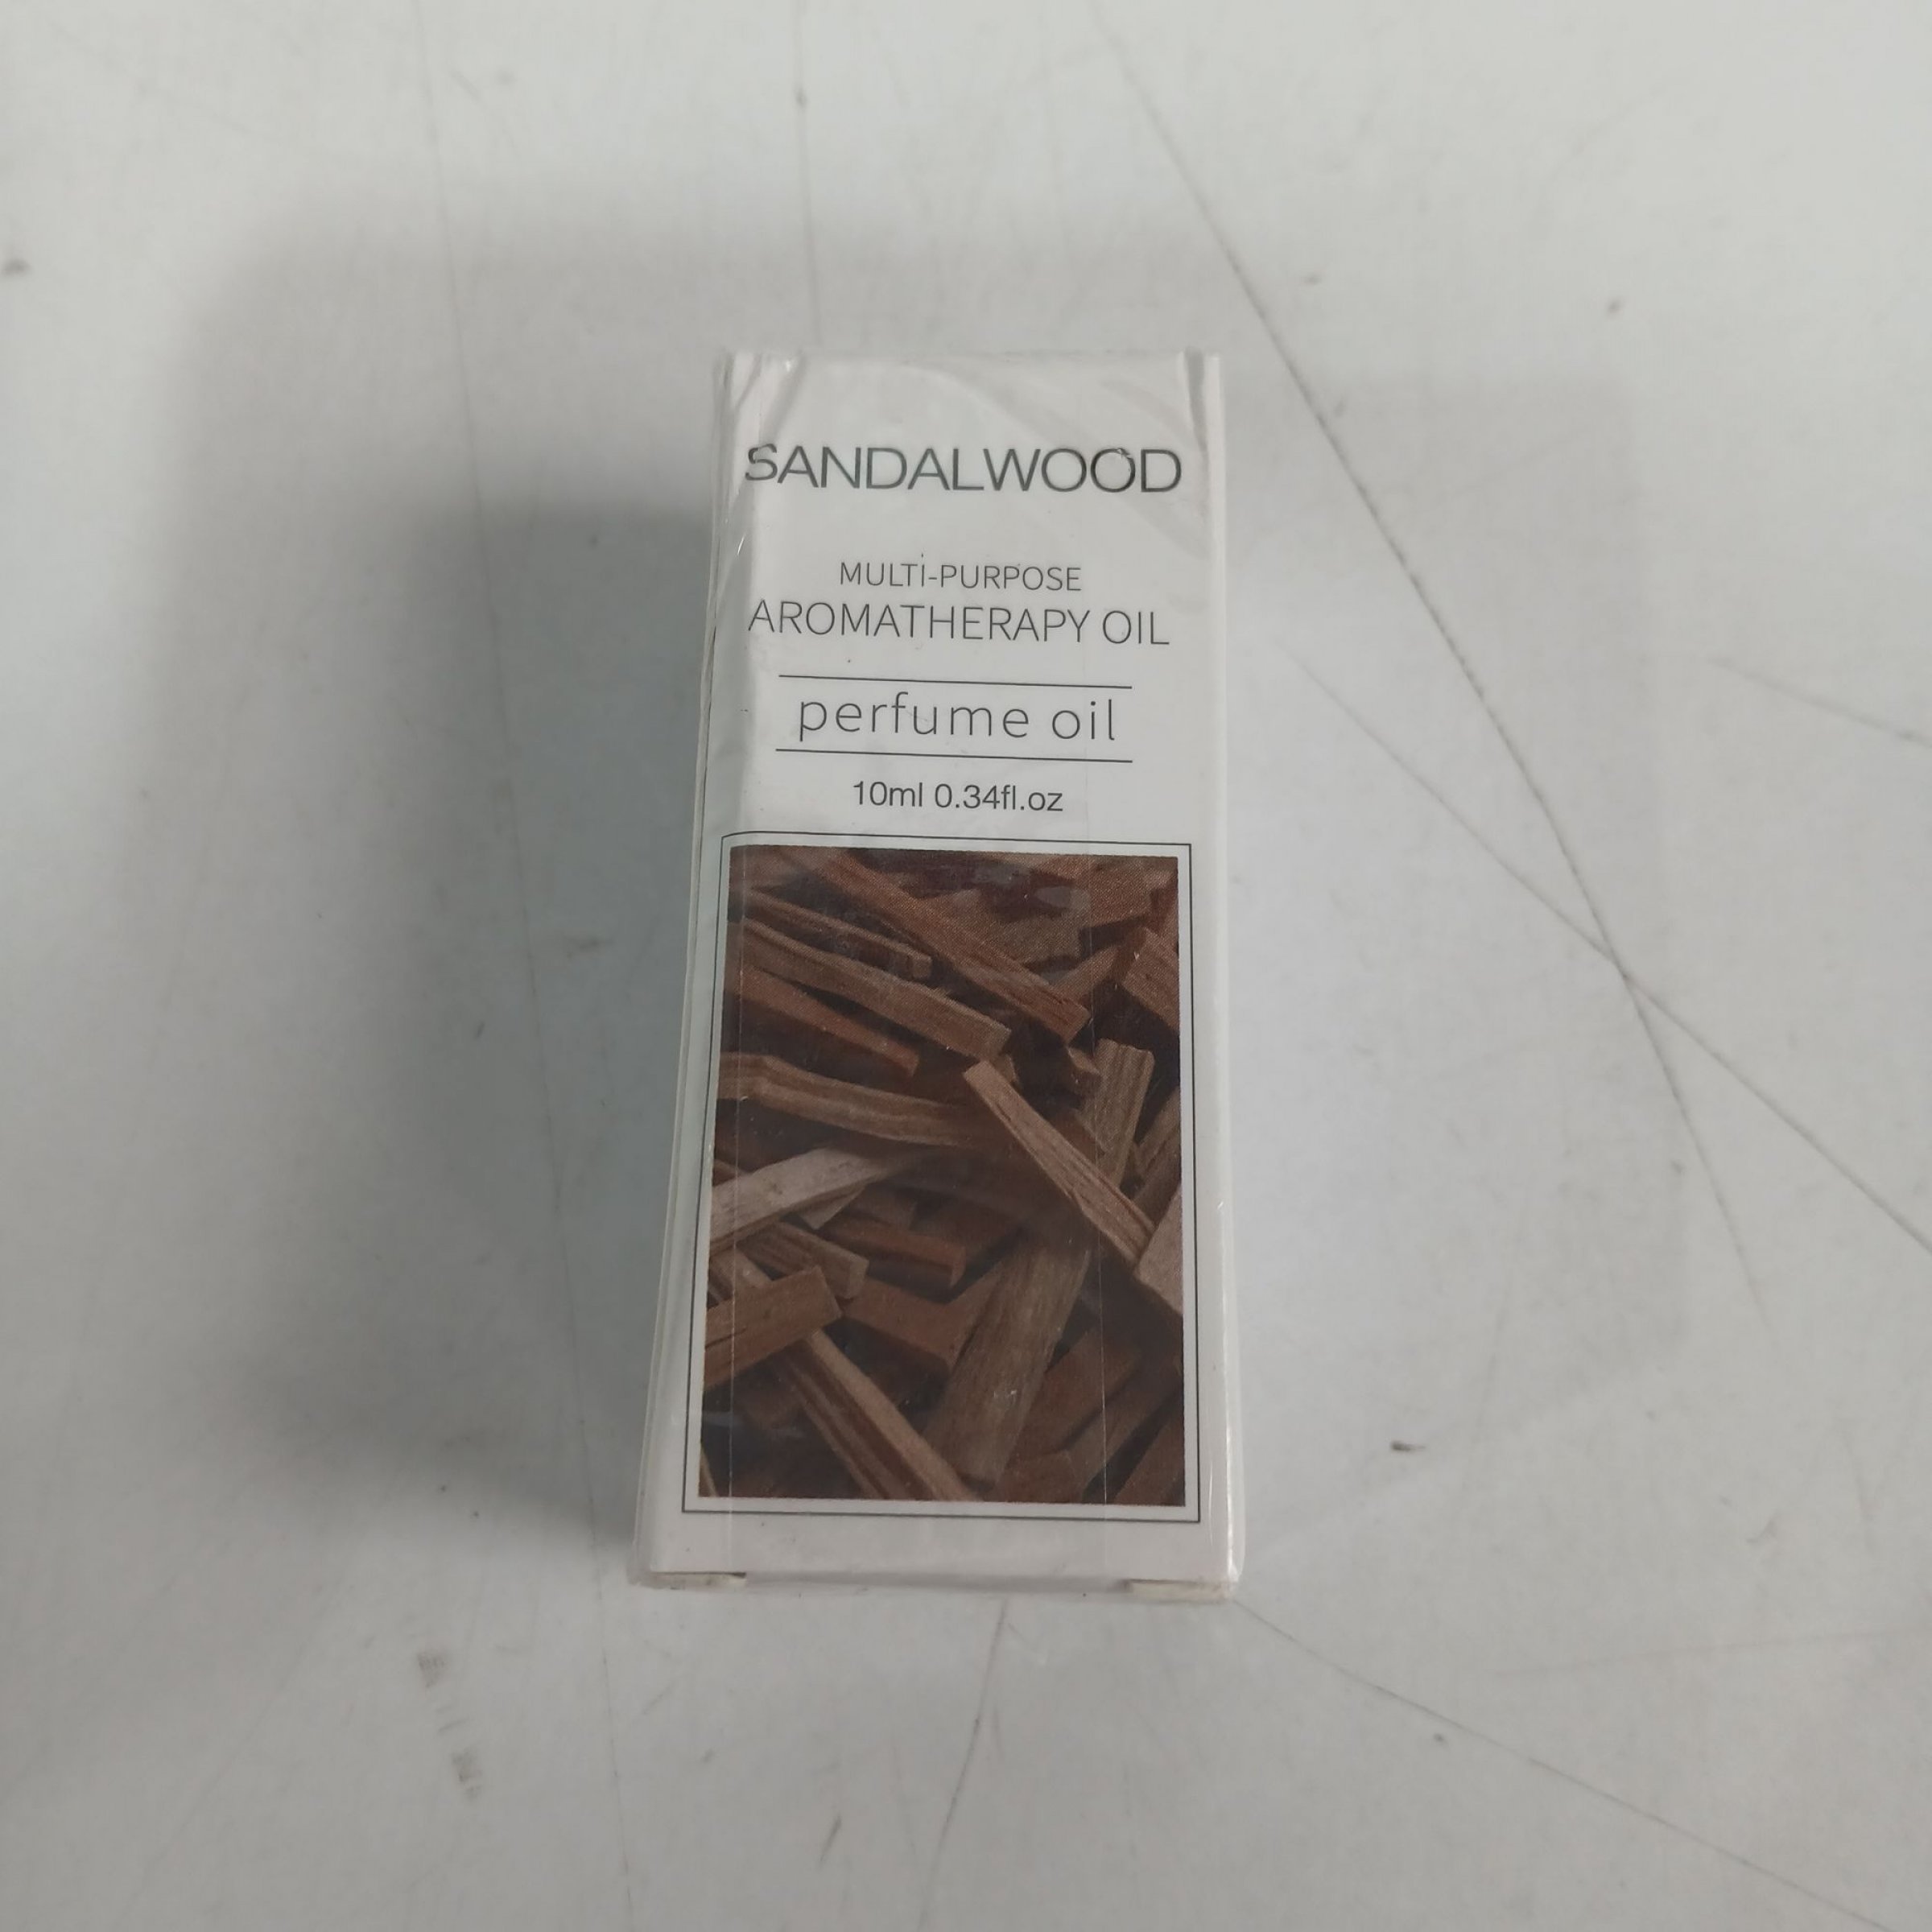 SANDALWOOD
MULTI-PURPOSE
AROMATHERAPY OIL
perfume oil
10ml 0.34fl.oz